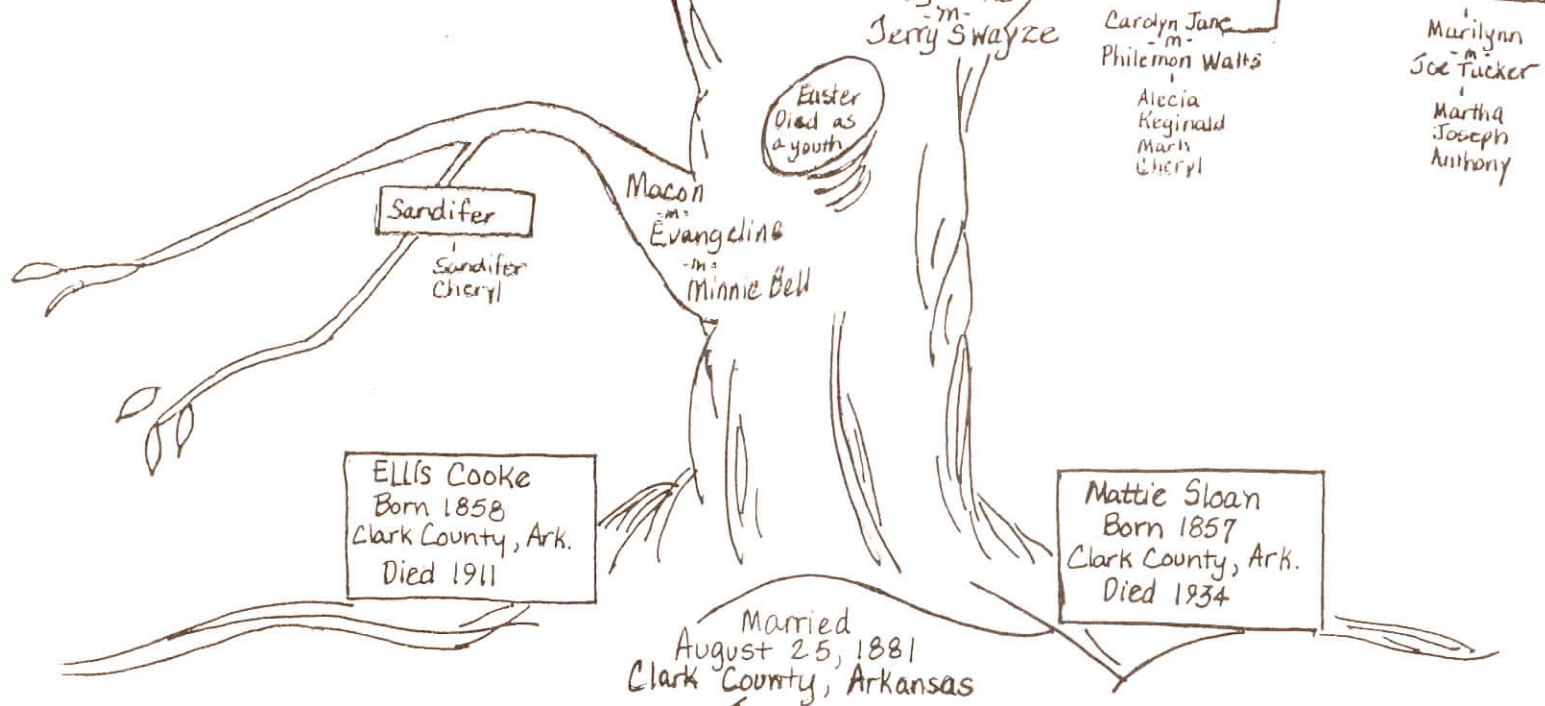 -m-
Jerry Swayze
Carolyn Jane
-m-
Philemon Walts
Alecia
Reginald
Mark
Cheryl
Marilynn
-m-
Joe Tucker
Martha
Joseph
Anthony
Easter
Died as
a youth
Macon
-m-
Evangeline
-m-
Minnie Bell
Sandifer
Sandifer
Cheryl
Ellis Cooke
Born 1858
Clark County, Ark.
Died 1911
Mattie Sloan
Born 1857
Clark County, Ark.
Died 1934
Married
August 25, 1881
Clark County, Arkansas